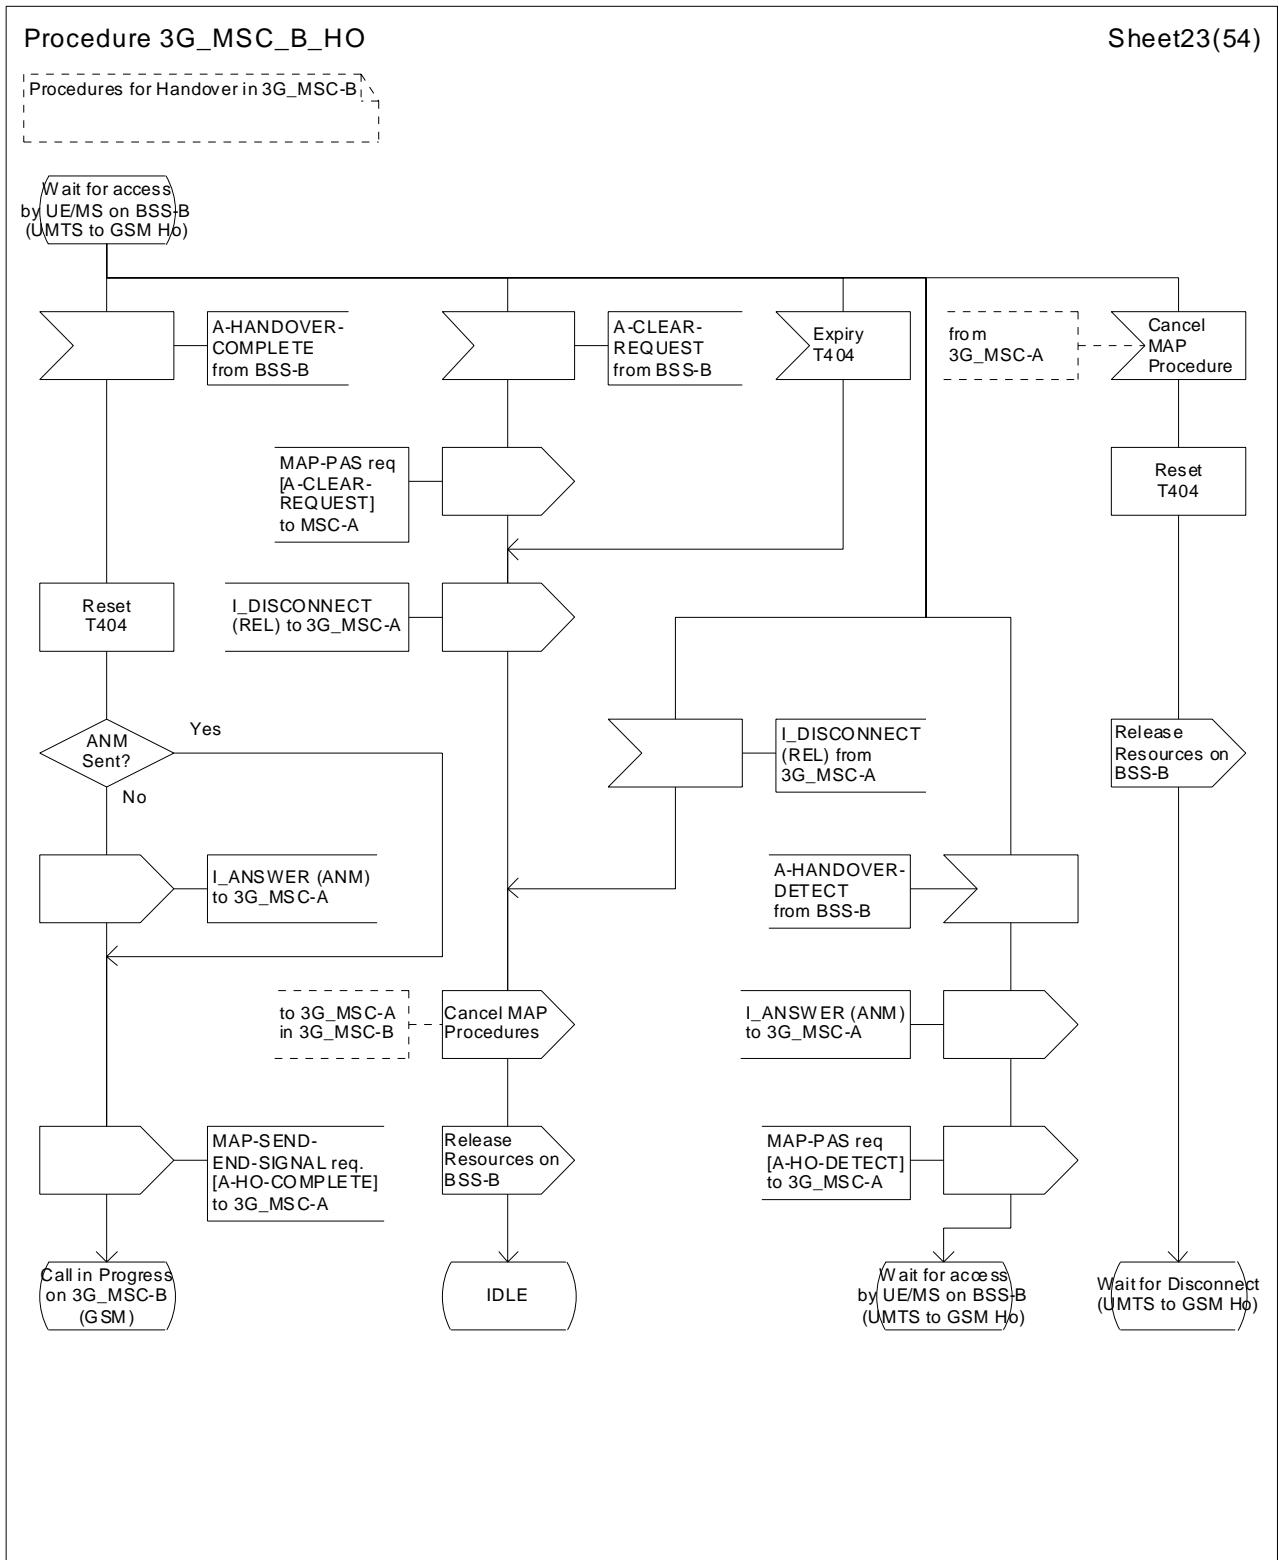 Procedure 3G_MSC_B_HO
Sheet23(54)
Procedures for Handover in 3G_MSC-B
Wait for access
by UE/MS on BSS-B
(UMTS to GSM Ho)
A-HANDOVER-
COMPLETE
from BSS-B
A-CLEAR-
REQUEST
from BSS-B
Expiry
T404
from
3G_MSC-A
Cancel
MAP
Procedure
MAP-PAS req
[A-CLEAR-
REQUEST]
to MSC-A
Reset
T404
Reset
T404
I_DISCONNECT
(REL) to 3G_MSC-A
ANM
Sent?
Yes
No
I_DISCONNECT
(REL) from
3G_MSC-A
Release
Resources on
BSS-B
I_ANSWER (ANM)
to 3G_MSC-A
A-HANDOVER-
DETECT
from BSS-B
to 3G_MSC-A
in 3G_MSC-B
Cancel MAP
Procedures
I_ANSWER (ANM)
to 3G_MSC-A
MAP-SEND-
END-SIGNAL req.
[A-HO-COMPLETE]
to 3G_MSC-A
Release
Resources on
BSS-B
MAP-PAS req
[A-HO-DETECT]
to 3G_MSC-A
Call in Progress
on 3G_MSC-B
(GSM)
IDLE
Wait for access
by UE/MS on BSS-B
(UMTS to GSM Ho)
Wait for Disconnect
(UMTS to GSM Ho)